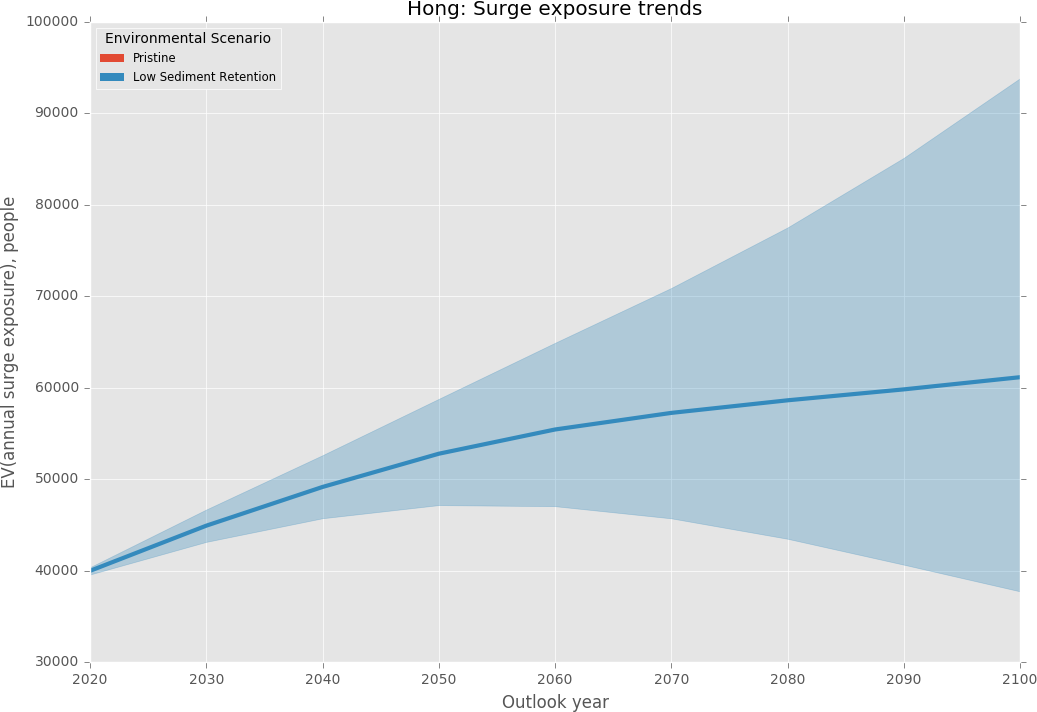 Hong: Surge exposure trends
Environmental Scenario
Pristine
Low Sediment Retention
EV(annual surge exposure), people
100000
90000
80000
70000
60000
50000
40000
30000
2020 2030 2040 2050 2060 2070 2080 2090 2100
Outlook year